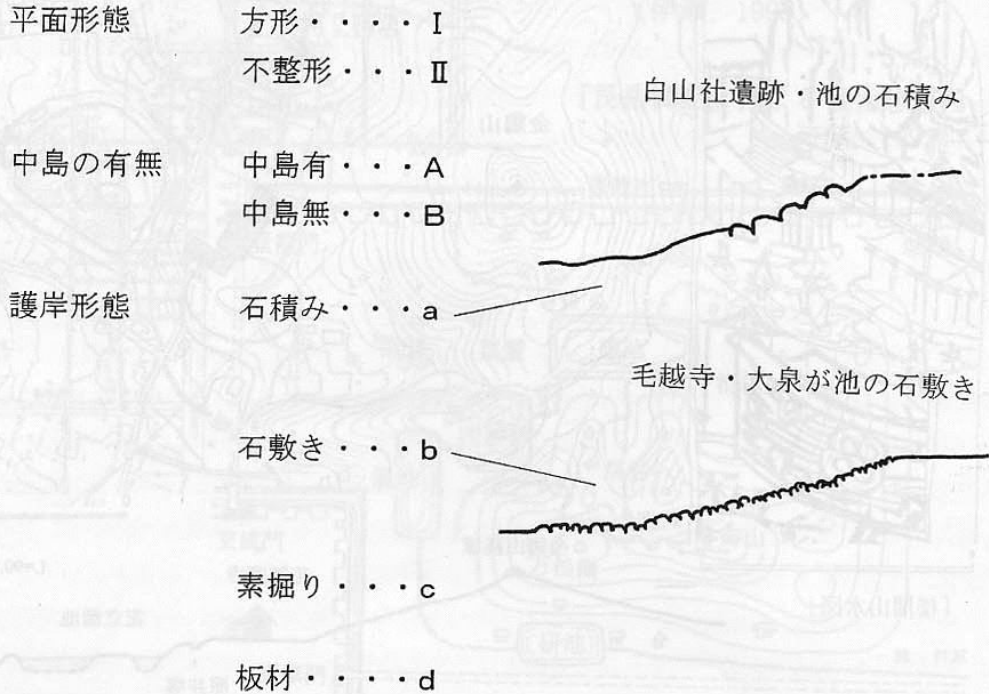 平面形態 方形・・・・Ⅰ
不整形・・・Ⅱ
白山社遺跡・池の石積み
中島の有無 中島有・・・A
中島無・・・B
護岸形態 石積み・・・a
毛越寺・大泉が池の石敷き
石敷き・・・b
素掘り・・・c
板材・・・・d